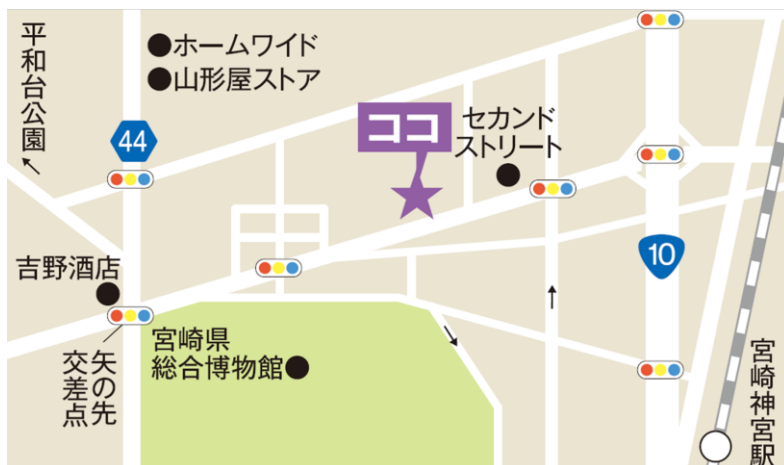 平和台公園
ホームワイド
山形屋ストア
44
ココ
セカンド
ストリート
吉野酒店
10
宮崎県
総合博物館
矢の先
交差点
宮崎神宮駅